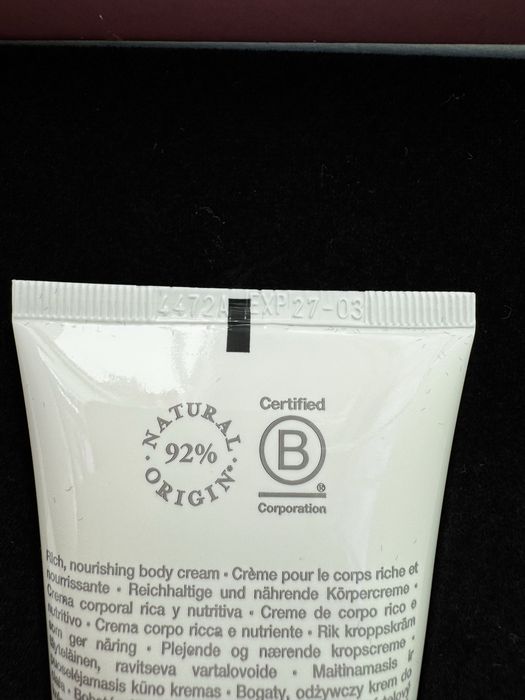 4472A EXP 27-03
NATURAL
92%
ORIGIN*.
Certified
B
®
Corporation
Rich, nourishing body cream • Crème pour le corps riche et
nourrissante • Reichhaltige und nährende Körpercreme •
Crema corporal rica y nutritiva • Creme de corpo rico e
nutritivo • Crema corpo ricca e nutriente • Rik kroppskräm
som ger näring • Plejende og nærende kropscreme •
ravitseva vartalovoide • Maitinamasis ir
kūno kremas • Bogaty, odżywczy krem do